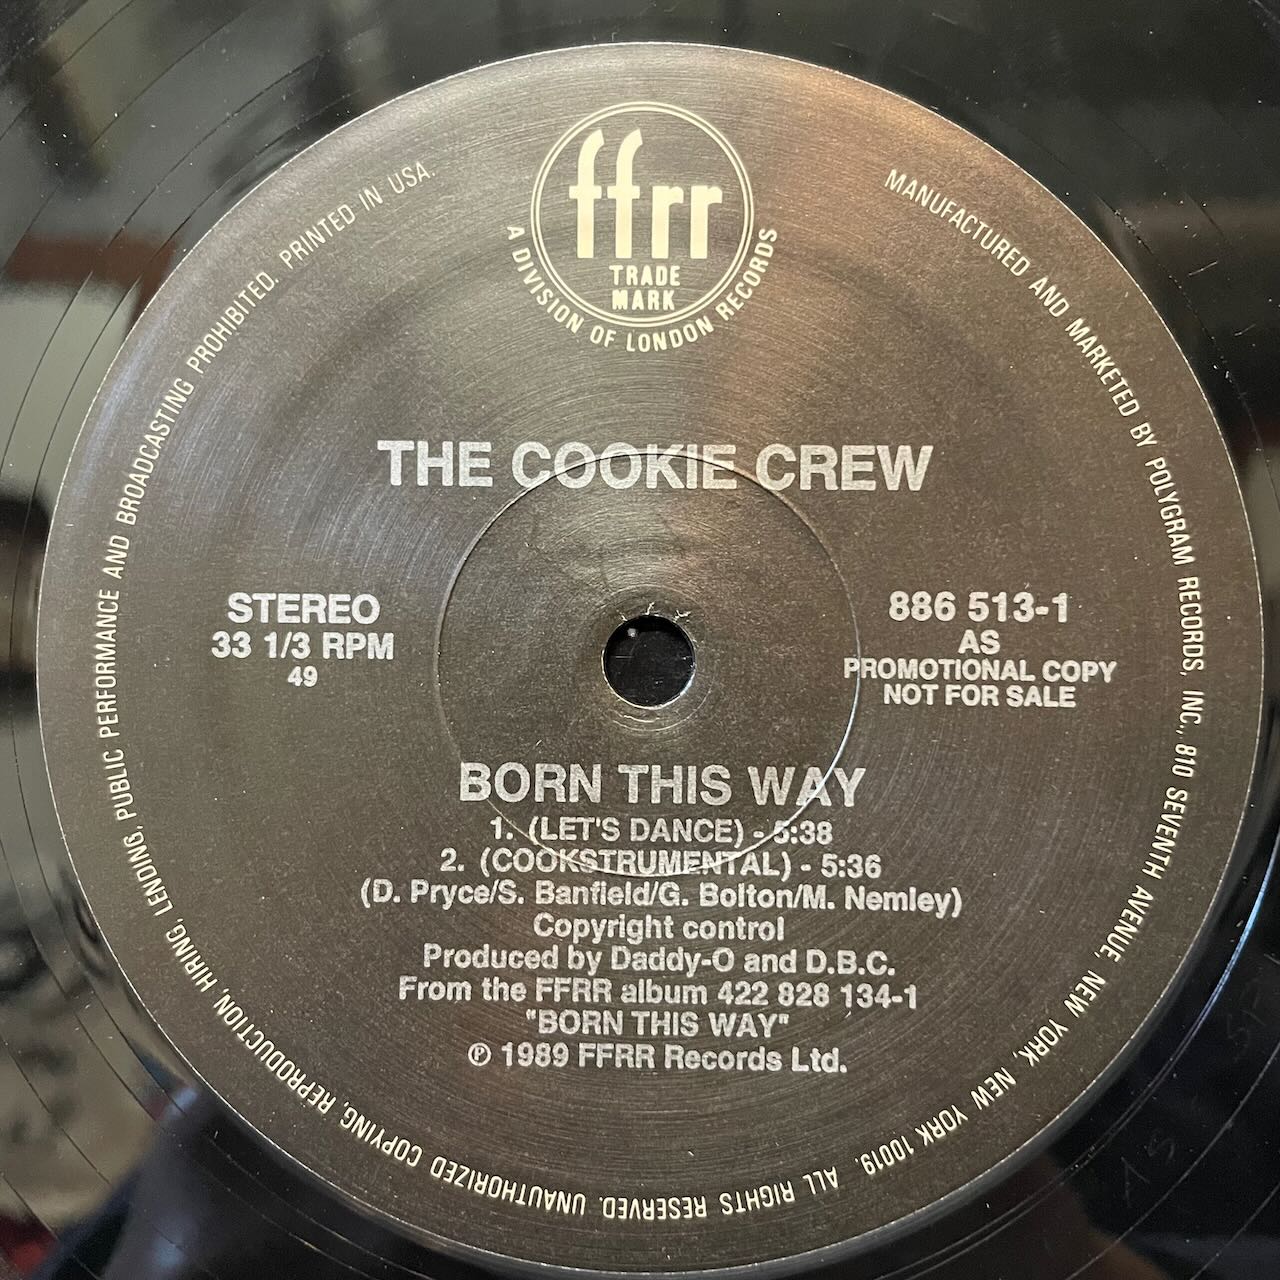 ffrr
TRADE
MARK
A DIVISION OF LONDON RECORDS
MANUFACTURED AND MARKETED BY POLYGRAM RECORDS, INC., 810 SEVENTH AVENUE, NEW YORK, NEW YORK 10019. ALL RIGHTS RESERVED. UNAUTHORIZED COPYING, REPRODUCTION, HIRING, LENDING, PUBLIC PERFORMANCE AND BROADCASTING PROHIBITED. PRINTED IN USA.
THE COOKIE CREW
STEREO
33 1/3 RPM
49
886 513-1
AS
PROMOTIONAL COPY
NOT FOR SALE
BORN THIS WAY
1. (LET'S DANCE) - 5:38
2. (COOKSTRUMENTAL) - 5:36
(D. Pryce/S. Banfield/G. Bolton/M. Nemley)
Copyright control
Produced by Daddy-O and D.B.C.
From the FFRR album 422 828 134-1
"BORN THIS WAY"
℗ 1989 FFRR Records Ltd.